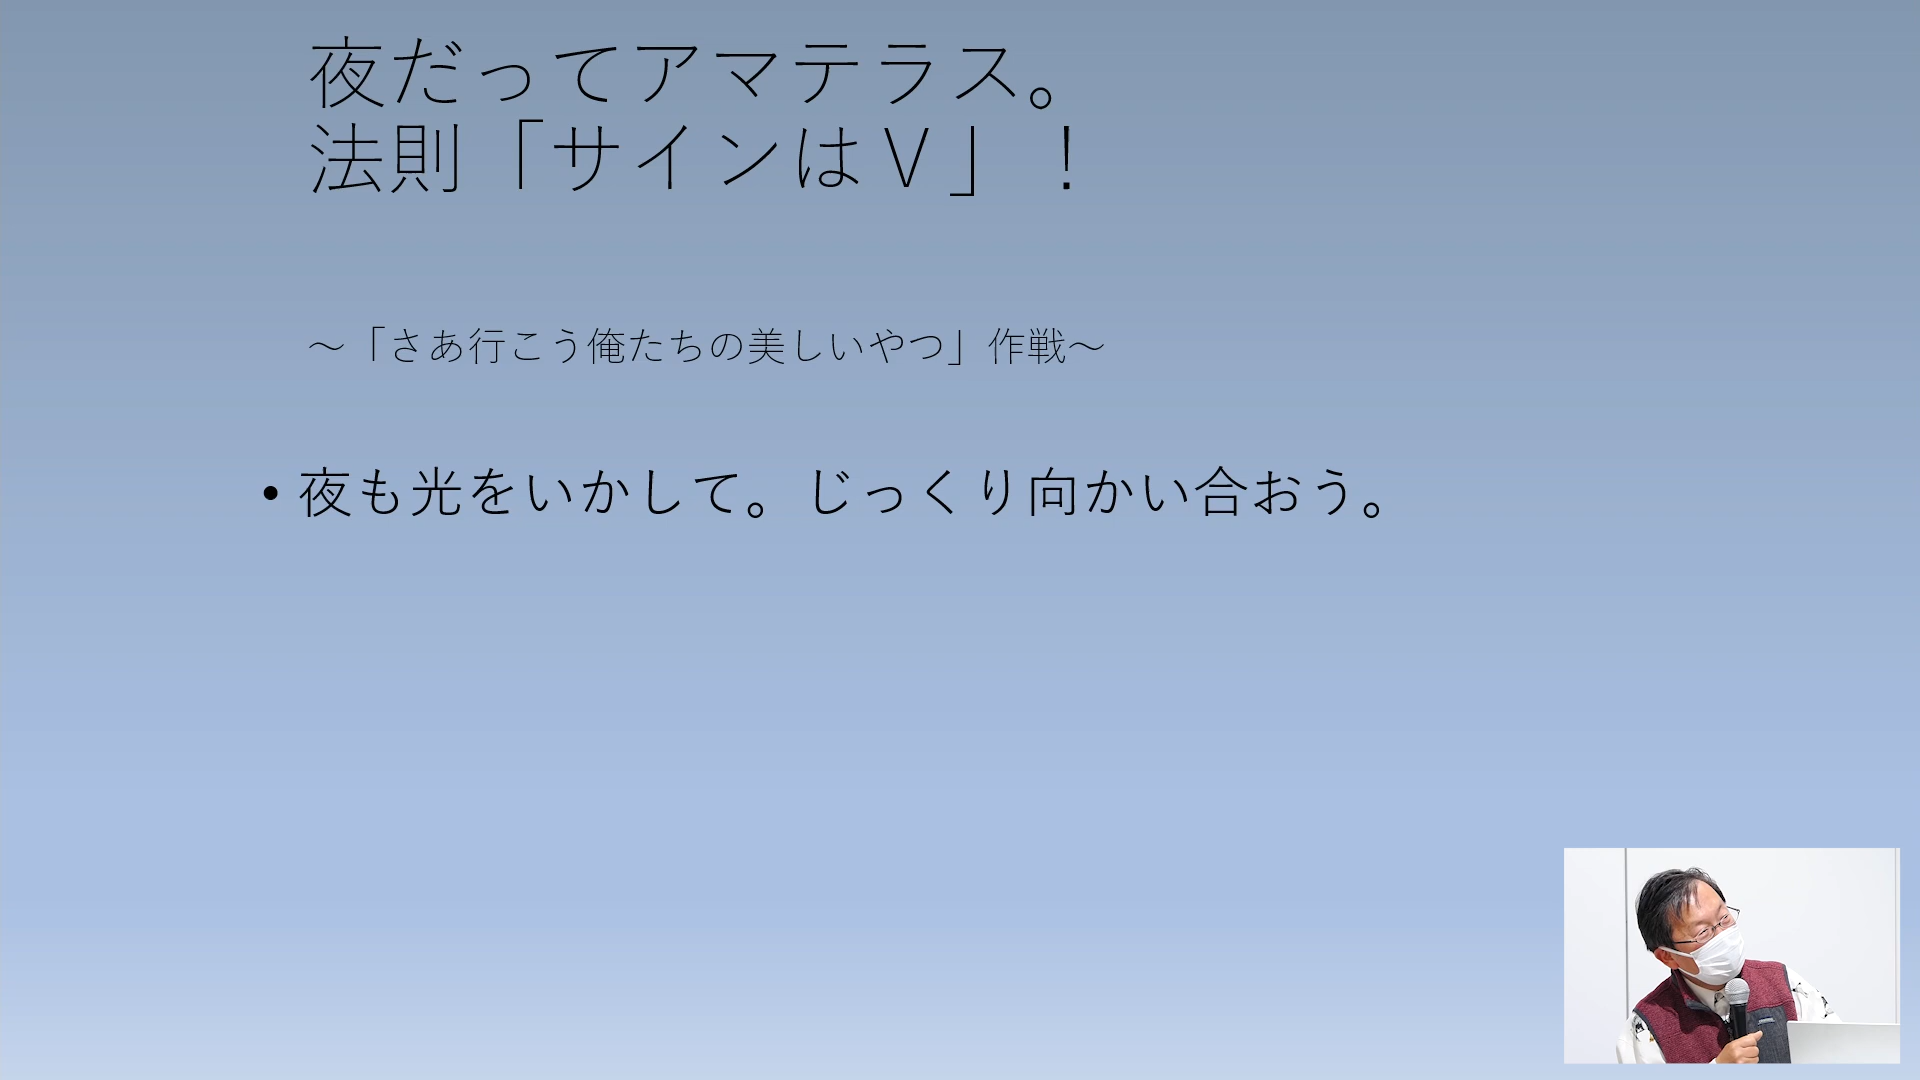 夜だってアマテラス。
法則「サインはＶ」！
～「さあ行こう俺たちの美しいやつ」作戦～
• 夜も光をいかして。じっくり向かい合おう。